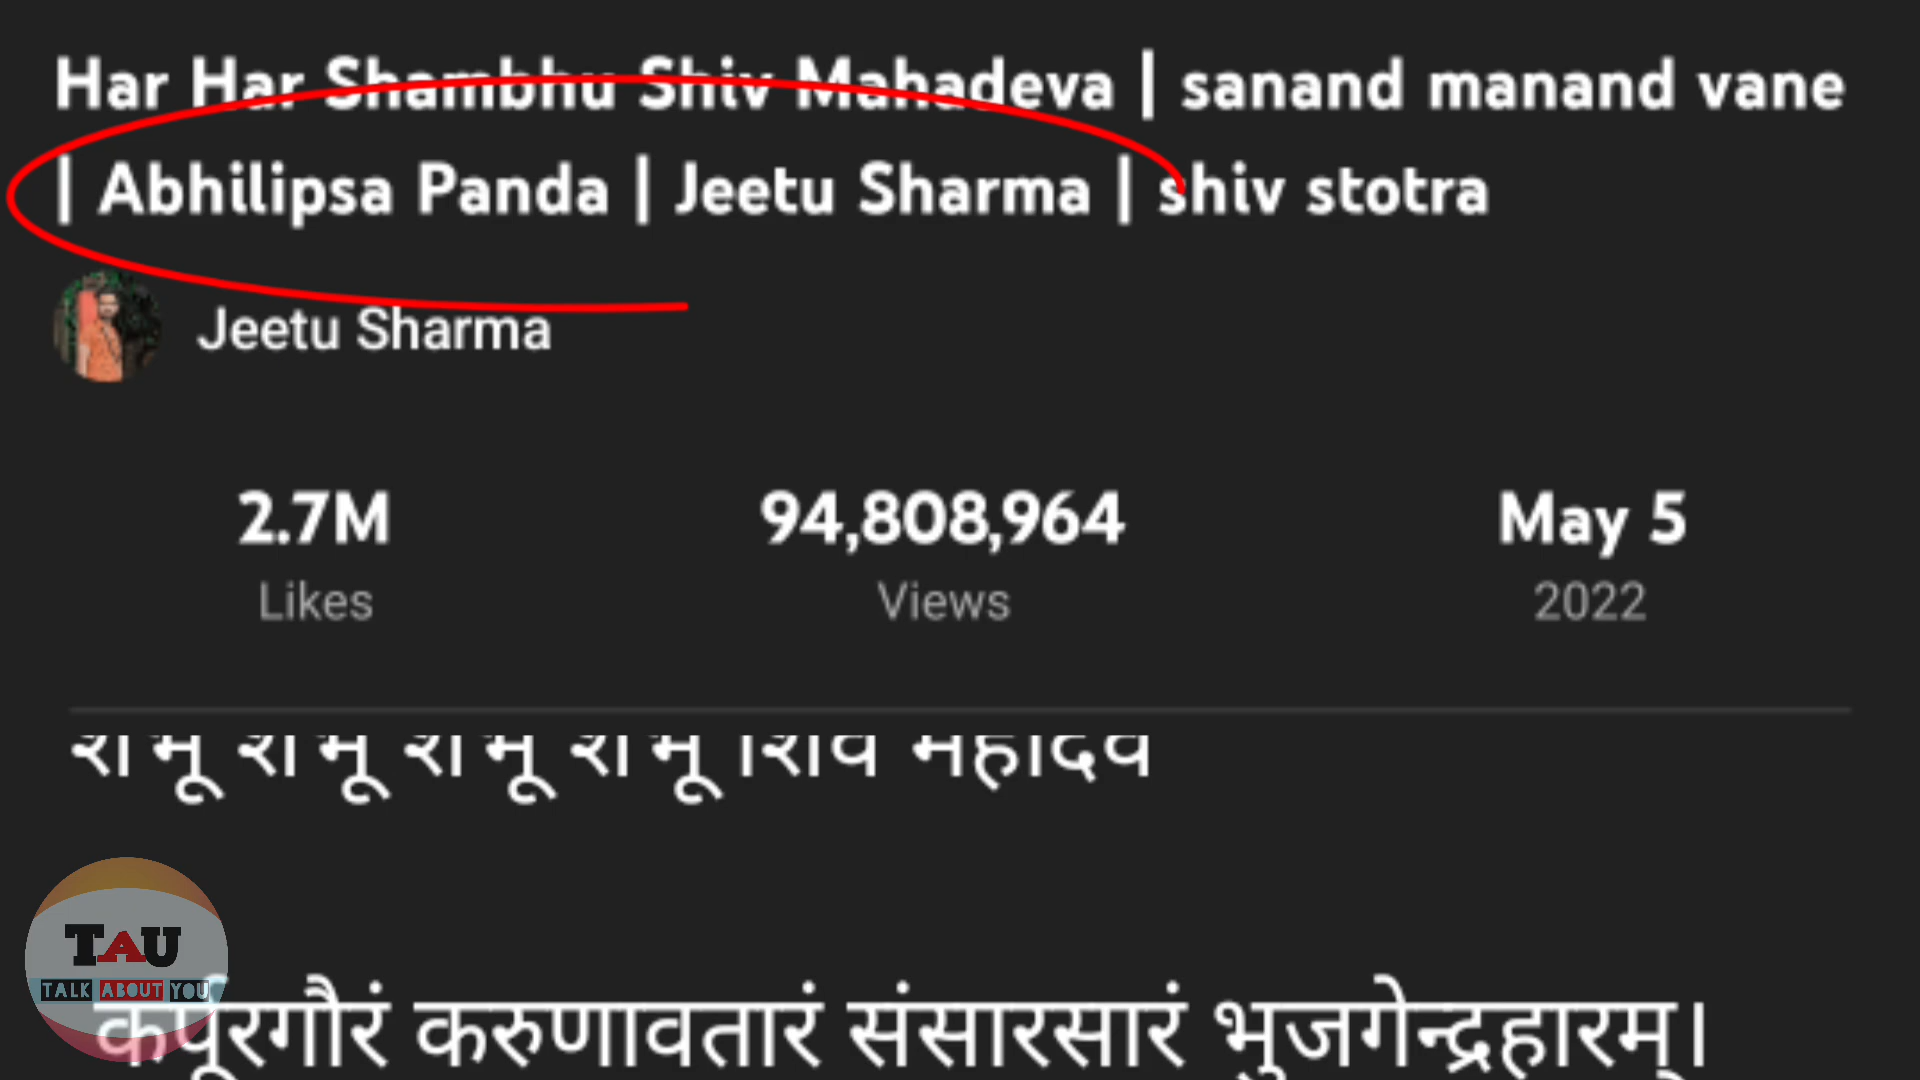 Har Har Shambhu Shiv Mahadeva | sanand manand vane
| Abhilipsa Panda | Jeetu Sharma | shiv stotra
Jeetu Sharma
2.7M 94,808,964 May 5
Likes Views 2022
शंभू शंभू शंभू शंभू शिव महादेव
TAU
TALK ABOUT YOU
कर्पूरगौरं करुणावतारं संसारसारं भुजगेन्द्रहारम्।